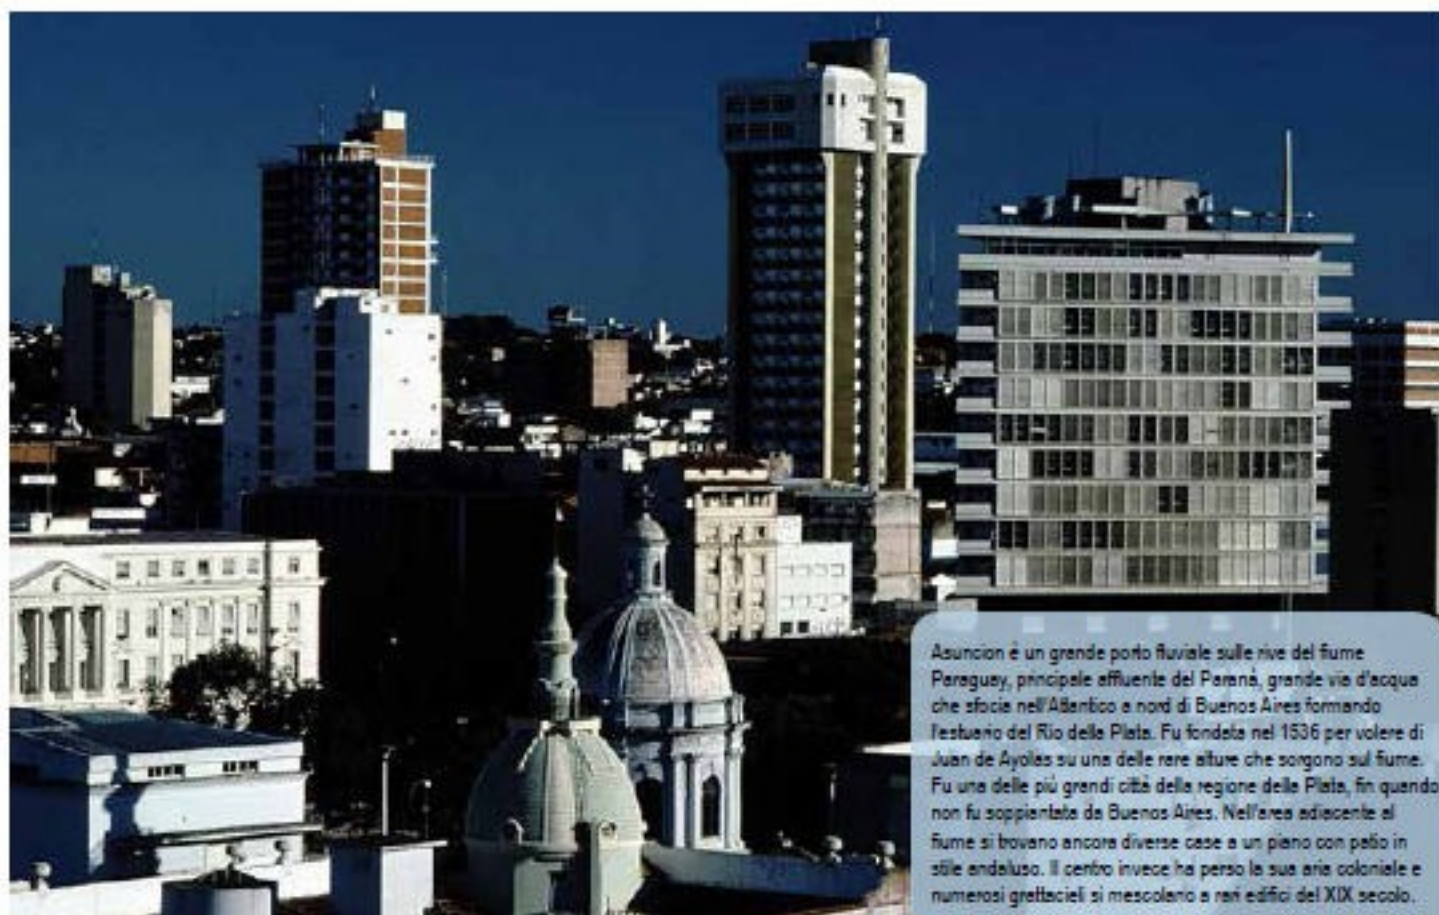 Asuncion è un grande porto fluviale sulle rive del fiume
Paraguay, principale affluente del Paranà, grande via d'acqua
che sfocia nell'Atlantico a nord di Buenos Aires formando
l'estuario del Rio della Plata. Fu fondata nel 1536 per volere di
Juan de Ayolas su una delle rare alture che sorgono sul fiume.
Fu una delle più grandi città della regione della Plata, fin quando
non fu soppiantata da Buenos Aires. Nell'area adiacente al
fiume si trovano ancora diverse case a un piano con patio in
stile andaluso. Il centro invece ha perso la sua aria coloniale e
numerosi grattacieli si mescolano a rari edifici del XIX secolo.